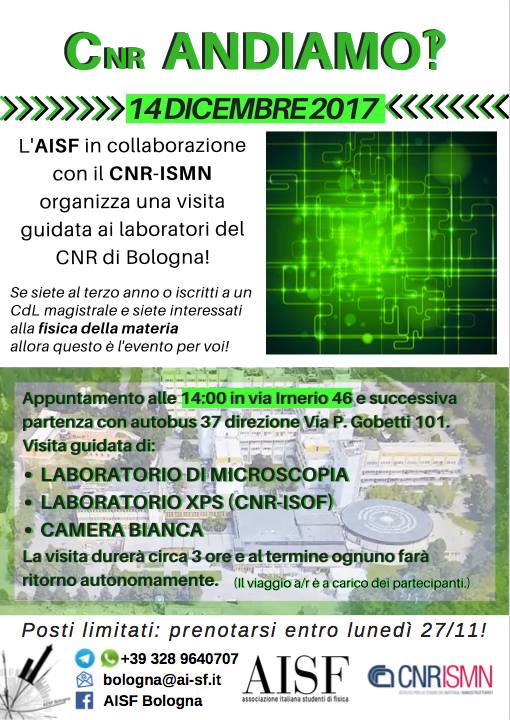 CNR ANDIAMO?
14 DICEMBRE 2017
L'AISF in collaborazione
con il CNR-ISMN
organizza una visita
guidata ai laboratori del
CNR di Bologna!
Se siete al terzo anno o iscritti a un
CdL magistrale e siete interessati
alla fisica della materia
allora questo è l'evento per voi!
Appuntamento alle 14:00 in via Irnerio 46 e successiva
partenza con autobus 37 direzione Via P. Gobetti 101.
Visita guidata di:
• LABORATORIO DI MICROSCOPIA
• LABORATORIO XPS (CNR-ISOF)
• CAMERA BIANCA
La visita durerà circa 3 ore e al termine ognuno farà
ritorno autonomamente. (Il viaggio a/r è a carico dei partecipanti.)
Posti limitati: prenotarsi entro lunedì 27/11!
+39 328 9640707
bologna@ai-sf.it
AISF Bologna
AISF
associazione italiana studenti di fisica
CNRISMN